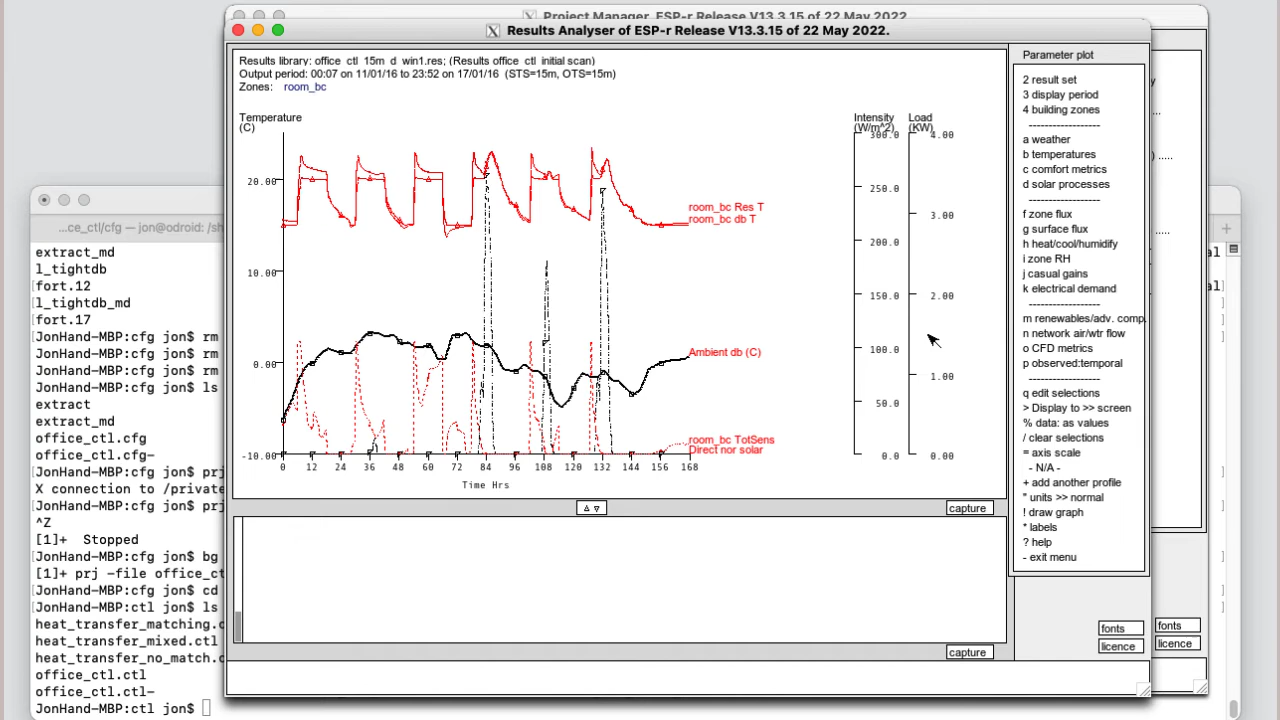 Project Manager ESP-r Release V13.3.15 of 22 May 2022
Results Analyser of ESP-r Release V13.3.15 of 22 May 2022.
Results library: office_ctl_15m_d_win1.res; (Results office_ctl initial scan)
Output period: 00:07 on 11/01/16 to 23:52 on 17/01/16 (STS=15m, OTS=15m)
Zones: room_bc
Temperature
(C)
Intensity
(W/m^2)
Load
(KW)
20.00
10.00
0.00
-10.00
0 12 24 36 48 60 72 84 96 108 120 132 144 156 168
Time Hrs
room_bc Res T
room_bc db T
Ambient db (C)
room_bc TotSens
Direct nor solar
300.0
250.0
200.0
150.0
100.0
50.0
0.0
4.00
3.00
2.00
1.00
0.00
capture
capture
Parameter plot
2 result set
3 display period
4 building zones
------------------
a weather
b temperatures
c comfort metrics
d solar processes
------------------
f zone flux
g surface flux
h heat/cool/humidify
i zone RH
j casual gains
k electrical demand
------------------
m renewables/adv. comp.
n network air/wtr flow
o CFD metrics
p observed:temporal
------------------
q edit selections
> Display to >> screen
% data: as values
/ clear selections
= axis scale
- N/A -
+ add another profile
" units >> normal
! draw graph
* labels
? help
- exit menu
fonts
licence
fonts
licence
...ce_ctl/cfg — jon@odroid: /sh
extract_md
l_tightdb
fort.12
l_tightdb_md
fort.17
JonHand-MBP:cfg jon$ rm
JonHand-MBP:cfg jon$ rm
JonHand-MBP:cfg jon$ rm
JonHand-MBP:cfg jon$ ls
extract
extract_md
office_ctl.cfg
office_ctl.cfg~
JonHand-MBP:cfg jon$ prj
X connection to /private
JonHand-MBP:cfg jon$ prj
^Z
[1]+  Stopped
JonHand-MBP:cfg jon$ bg
[1]+ prj -file office_ct
JonHand-MBP:cfg jon$ cd
JonHand-MBP:ctl jon$ ls
heat_transfer_matching.c
heat_transfer_mixed.ctl
heat_transfer_no_match.c
office_ctl.ctl
office_ctl.ctl~
JonHand-MBP:ctl jon$